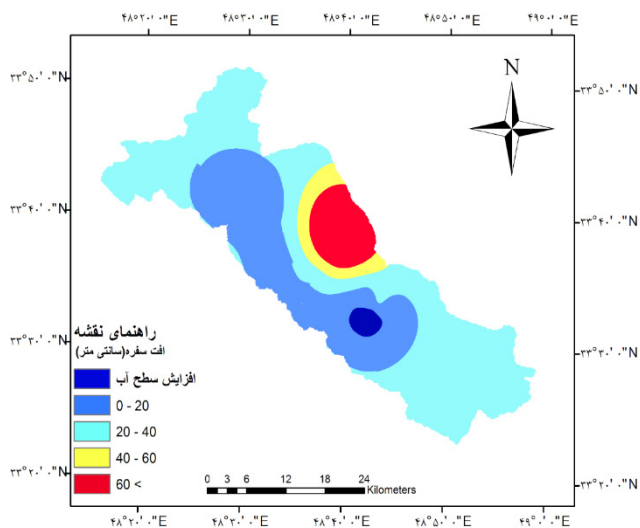 ۴۸°۲۰'۰"E ۴۸°۳۰'۰"E ۴۸°۴۰'۰"E ۴۸°۵۰'۰"E ۴۹°۰'۰"E
N
۳۳°۵۰'۰"N ۳۳°۵۰'۰"N
۳۳°۴۰'۰"N ۳۳°۴۰'۰"N
۳۳°۳۰'۰"N ۳۳°۳۰'۰"N
راهنمای نقشه
افت سفره(سانتی متر)
افزایش سطح آب
0 - 20
20 - 40
40 - 60
60 <
0 3 6 12 18 24
Kilometers
۳۳°۲۰'۰"N ۳۳°۲۰'۰"N
۴۸°۲۰'۰"E ۴۸°۳۰'۰"E ۴۸°۴۰'۰"E ۴۸°۵۰'۰"E ۴۹°۰'۰"E